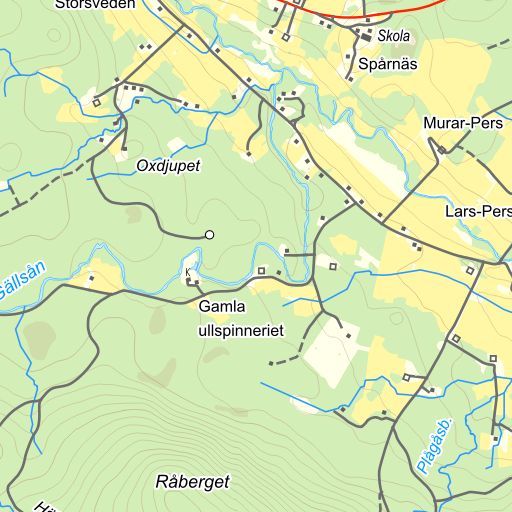 Storsveden
Skola
Spårnäs
Murar-Pers
Oxdjupet
Lars-Pers
Gällsån
K
Gamla
ullspinneriet
Plågåsb.
Råberget